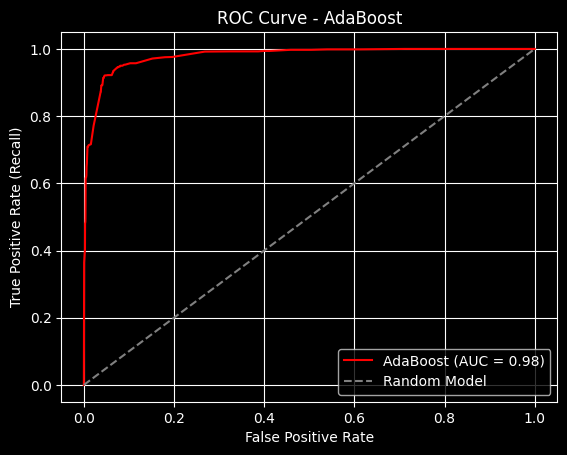 ROC Curve - AdaBoost
True Positive Rate (Recall)
1.0
0.8
0.6
0.4
0.2
0.0
0.0 0.2 0.4 0.6 0.8 1.0
False Positive Rate
AdaBoost (AUC = 0.98)
Random Model